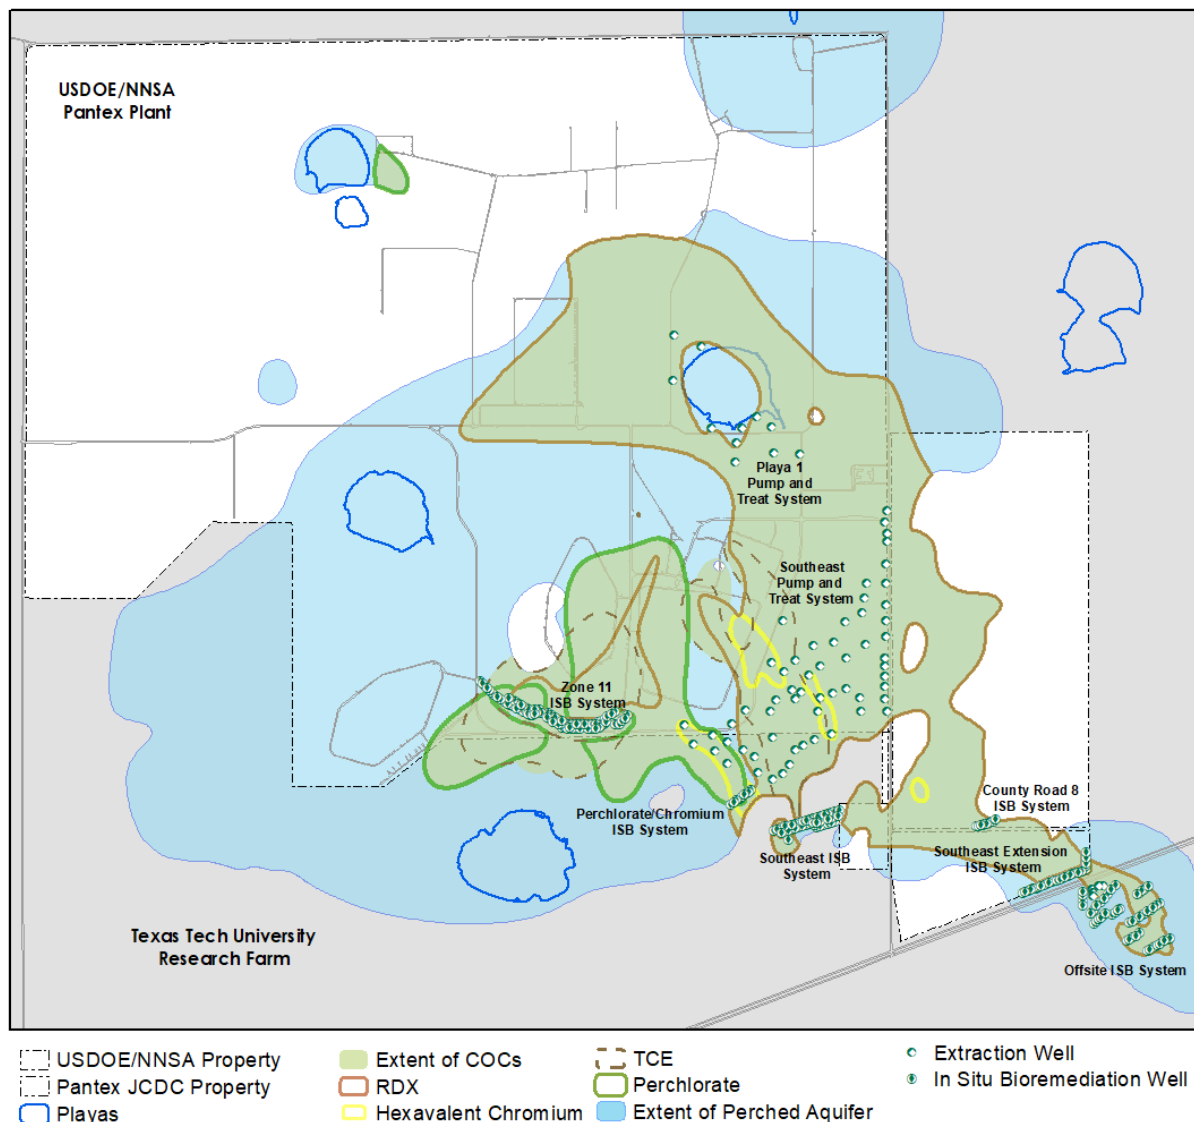 USDOE/NNSA
Pantex Plant
Playa 1
Pump and
Treat System
Southeast
Pump and
Treat System
Zone 11
ISB System
Perchlorate/Chromium
ISB System
Southeast ISB
System
County Road 8
ISB System
Southeast Extension
ISB System
Offsite ISB System
Texas Tech University
Research Farm
USDOE/NNSA Property
Pantex JCDC Property
Playas
Extent of COCs
RDX
Hexavalent Chromium
TCE
Perchlorate
Extent of Perched Aquifer
Extraction Well
In Situ Bioremediation Well